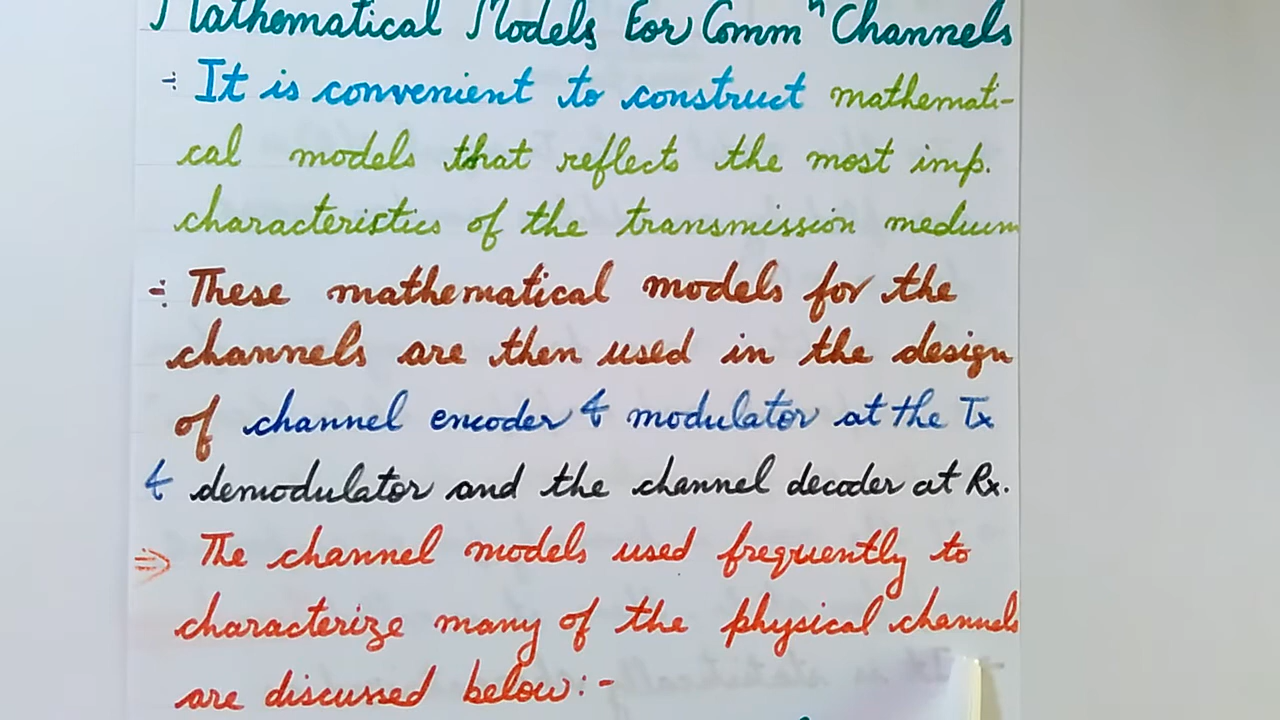 Mathematical Models For Commⁿ Channels
÷ It is convenient to construct mathemati-
cal models that reflects the most imp.
characteristics of the transmission medium
÷ These mathematical models for the
channels are then used in the design
of channel encoder & modulator at the Tx
& demodulator and the channel decoder at Rx.
⇒ The channel models used frequently to
characterize many of the physical channels
are discussed below:-